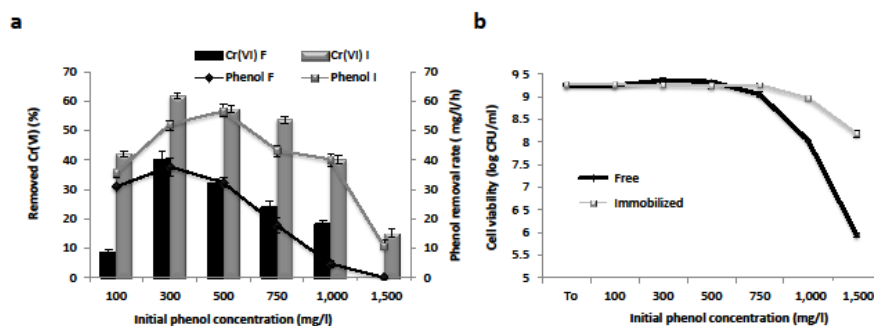 a
Cr(VI) F
Cr(VI) I
Phenol F
Phenol I
Removed Cr(VI) (%)
70
60
50
40
30
20
10
0
70
60
50
40
30
20
10
0
Phenol removal rate ( mg/l/h)
100 300 500 750 1,000 1,500
Initial phenol concentration (mg/l)
b
Cell viability (log CFU/ml)
9 5
9
8.5
8
7.5
7
6.5
6
5.5
5
Free
Immobilized
To 100 300 500 750 1,000 1,500
Initial phenol concentration (mg/l)